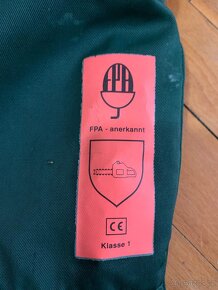 FPA
FPA - anerkannt
CE
Klasse 1